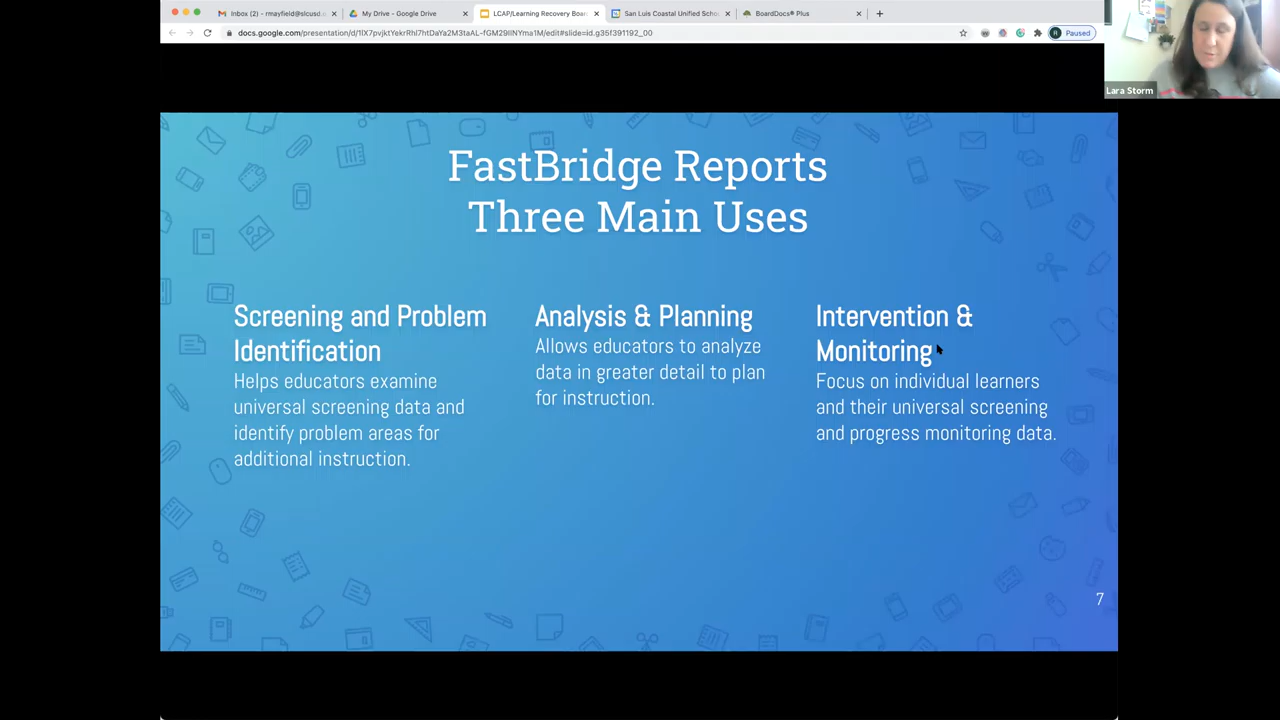 Inbox (2) - rmayfield@slcusd.o
My Drive - Google Drive
LCAP/Learning Recovery Boar
San Luis Coastal Unified Scho
BoardDocs® Plus
docs.google.com/presentation/d/1IX7pvjktYekrRhl7htDaYa2M3taAL-fGM29IINYma1M/edit#slide=id.g35f391192_00
R
Paused
Lara Storm
FastBridge Reports
Three Main Uses
Screening and Problem
Identification
Helps educators examine
universal screening data and
identify problem areas for
additional instruction.
Analysis & Planning
Allows educators to analyze
data in greater detail to plan
for instruction.
Intervention &
Monitoring
Focus on individual learners
and their universal screening
and progress monitoring data.
7